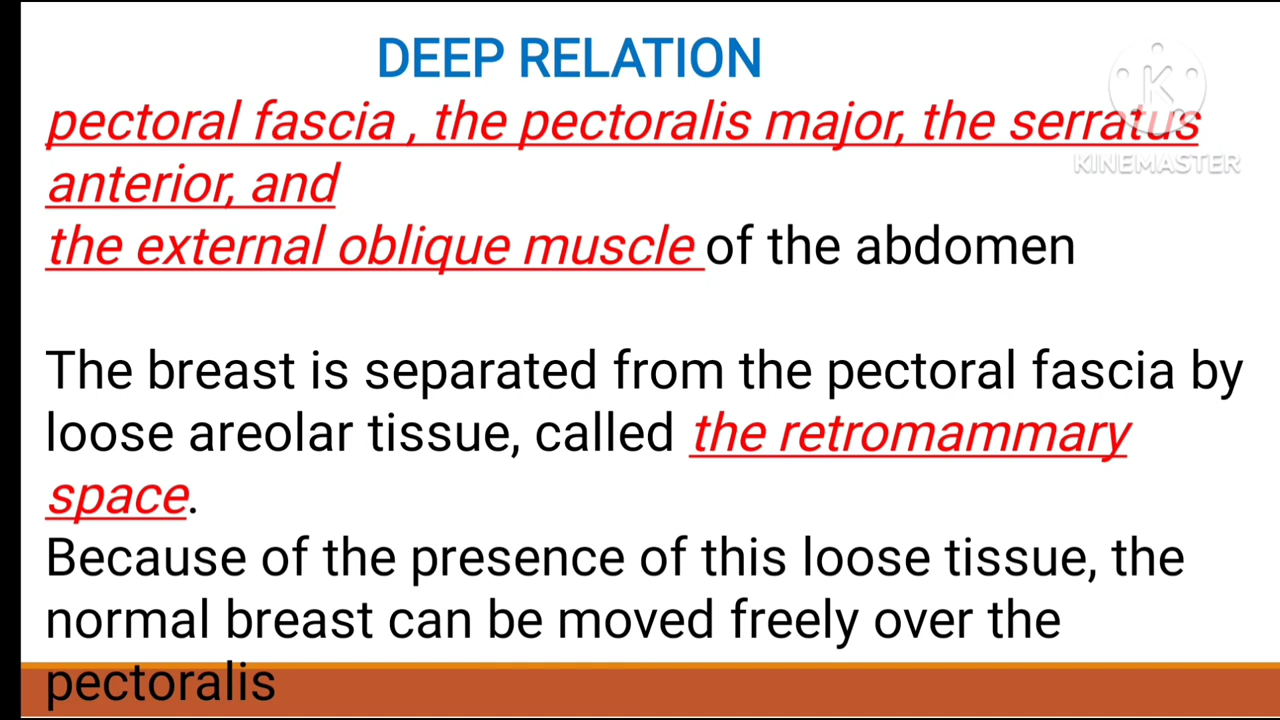 DEEP RELATION
pectoral fascia , the pectoralis major, the serratus
anterior, and
the external oblique muscle of the abdomen
The breast is separated from the pectoral fascia by
loose areolar tissue, called the retromammary
space.
Because of the presence of this loose tissue, the
normal breast can be moved freely over the
pectoralis
K
KINEMASTER